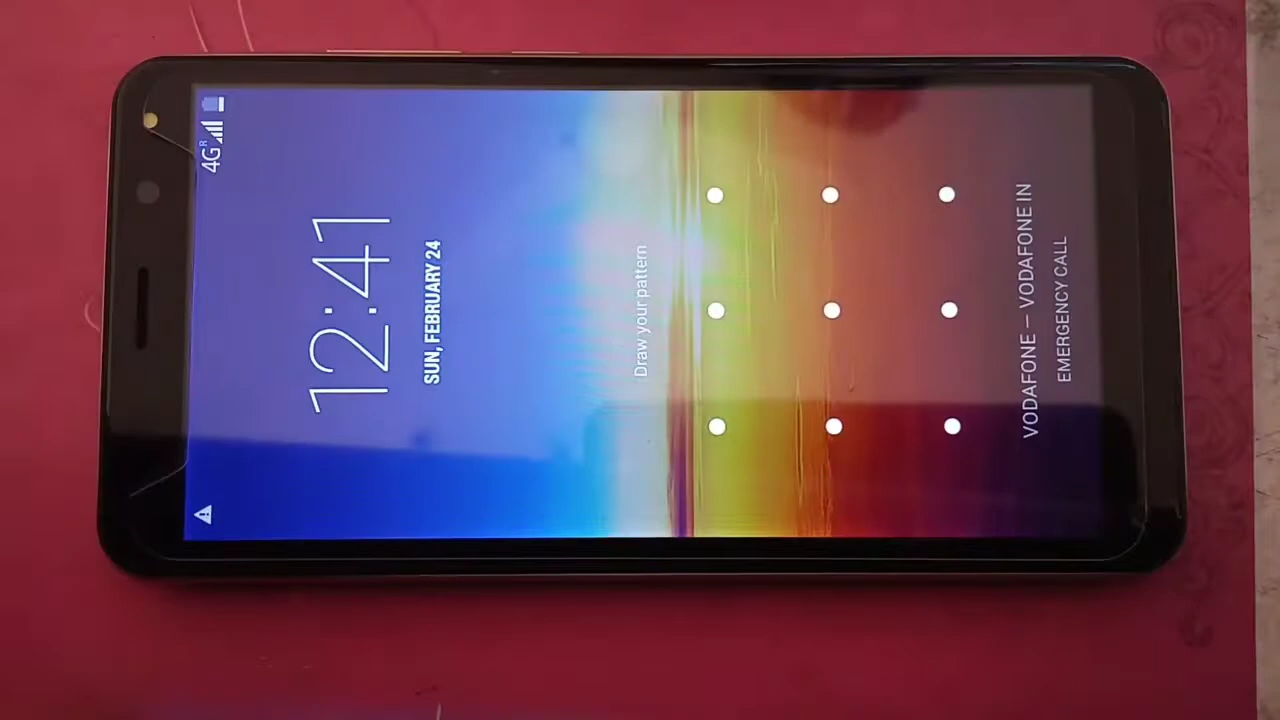 4G R
12:41
SUN, FEBRUARY 24
Draw your pattern
VODAFONE — VODAFONE IN
EMERGENCY CALL